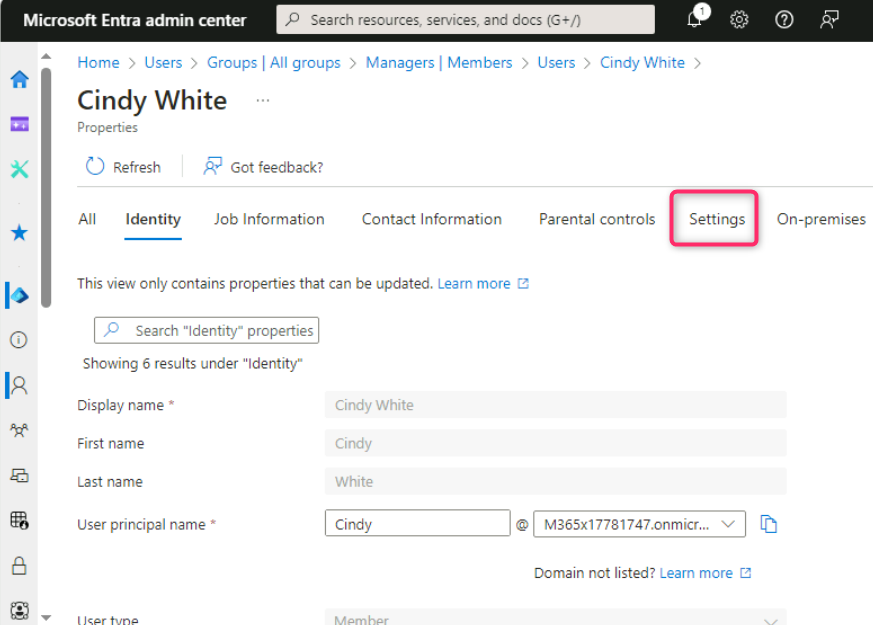 Microsoft Entra admin center
Search resources, services, and docs (G+/)
1
Home > Users > Groups | All groups > Managers | Members > Users > Cindy White >
Cindy White ...
Properties
Refresh
Got feedback?
All Identity Job Information Contact Information Parental controls Settings On-premises
This view only contains properties that can be updated. Learn more
Search "Identity" properties
Showing 6 results under "Identity"
Display name * Cindy White
First name Cindy
Last name White
User principal name * Cindy @ M365x17781747.onmicr...
Domain not listed? Learn more
User type Member